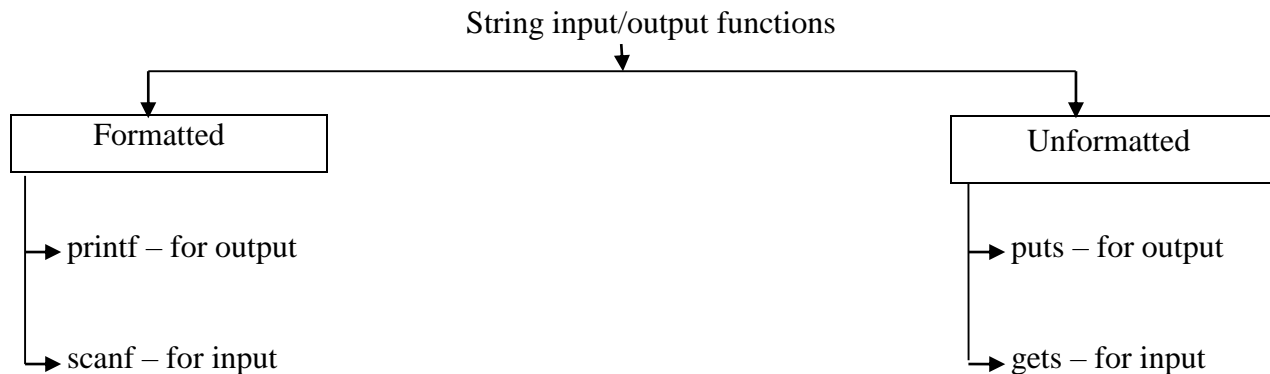 String input/output functions
Formatted
Unformatted
printf – for output
puts – for output
scanf – for input
gets – for input